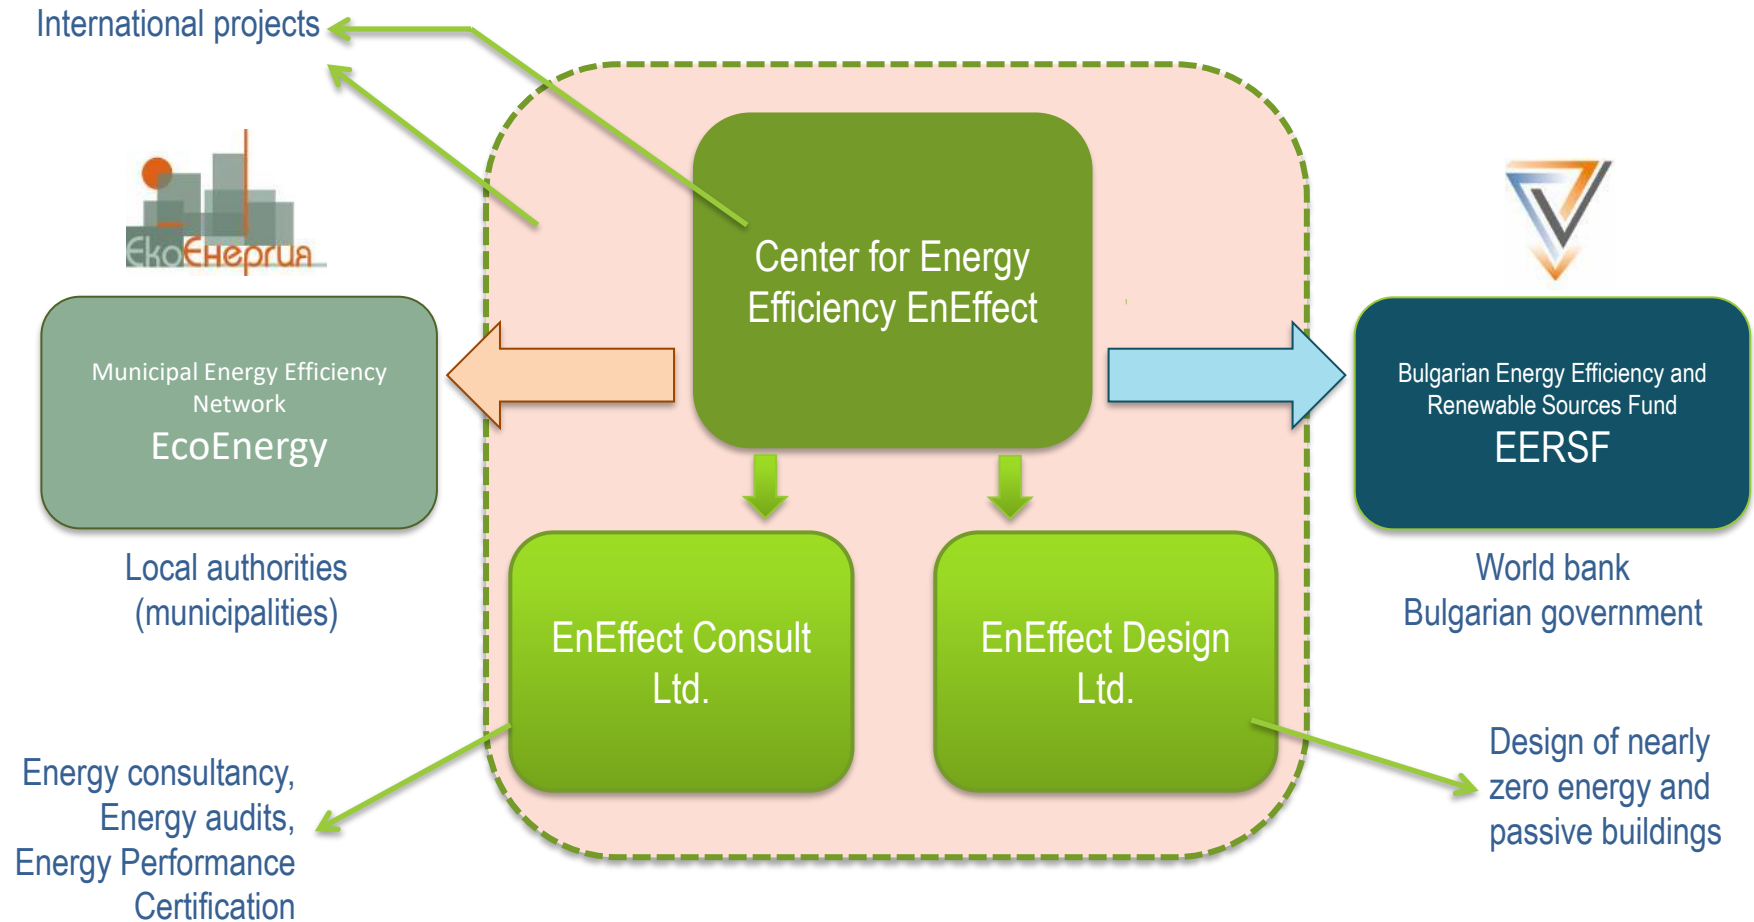 International projects
ЕкоЕнергия
Center for Energy
Efficiency EnEffect
Municipal Energy Efficiency
Network
EcoEnergy
Bulgarian Energy Efficiency and
Renewable Sources Fund
EERSF
Local authorities
(municipalities)
World bank
Bulgarian government
EnEffect Consult
Ltd.
EnEffect Design
Ltd.
Energy consultancy,
Energy audits,
Energy Performance
Certification
Design of nearly
zero energy and
passive buildings